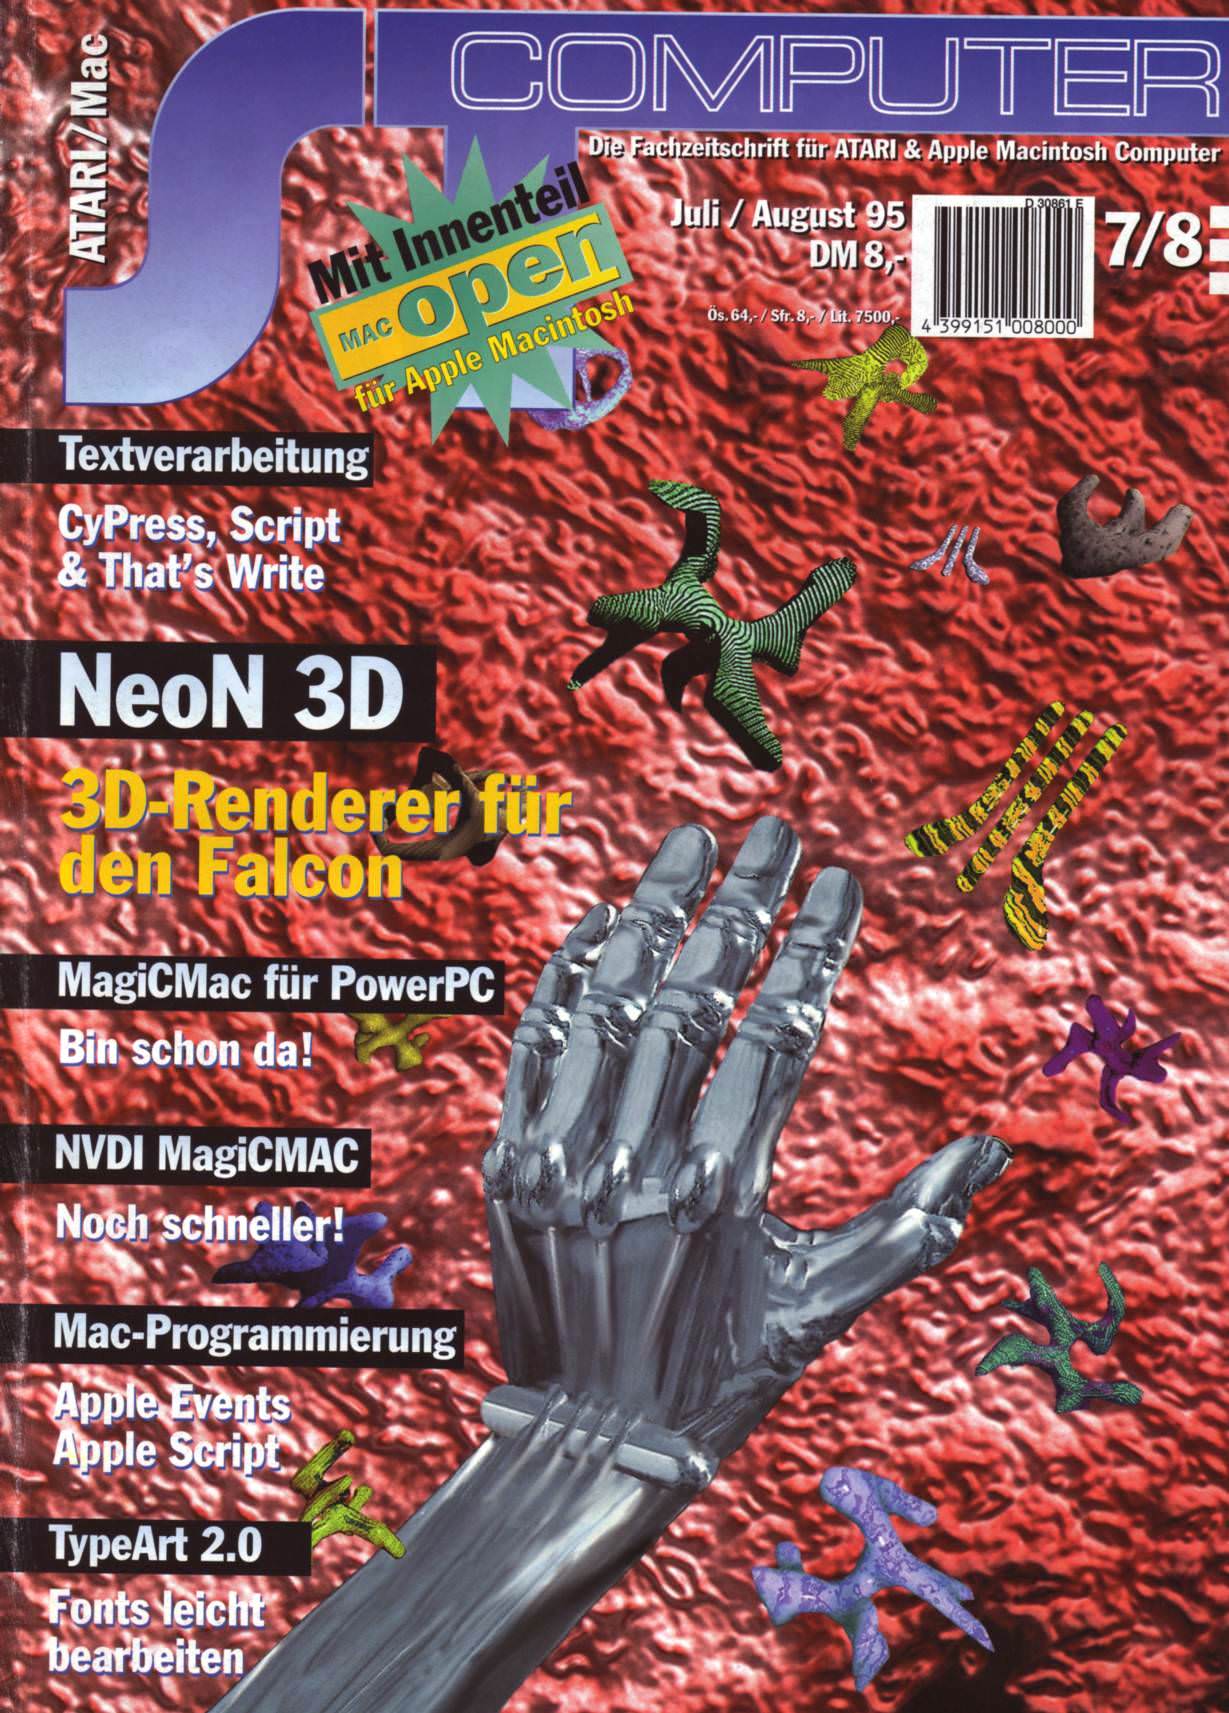 ATARI/Mac
ST COMPUTER
Die Fachzeitschrift für ATARI & Apple Macintosh Computer
Mit Innenteil
MAC open
für Apple Macintosh
Juli / August 95
DM 8,-
Ös. 64,- / Sfr. 8,- / Lit. 7500,-
D 30861 E
4 399151 008000
7/8
Textverarbeitung
CyPress, Script
& That's Write
NeoN 3D
3D-Renderer für
den Falcon
MagiCMac für PowerPC
Bin schon da!
NVDI MagiCMAC
Noch schneller!
Mac-Programmierung
Apple Events
Apple Script
TypeArt 2.0
Fonts leicht
bearbeiten